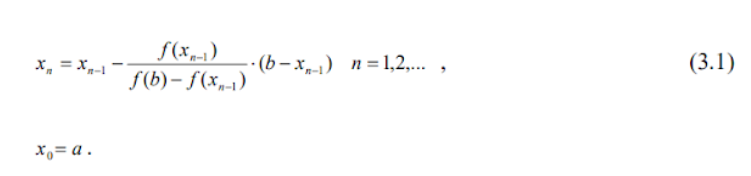 x_n = x_{n-1} - \frac{f(x_{n-1})}{f(b) - f(x_{n-1})} \cdot (b - x_{n-1})   n = 1,2,...   ,   (3.1)
x_0 = a .